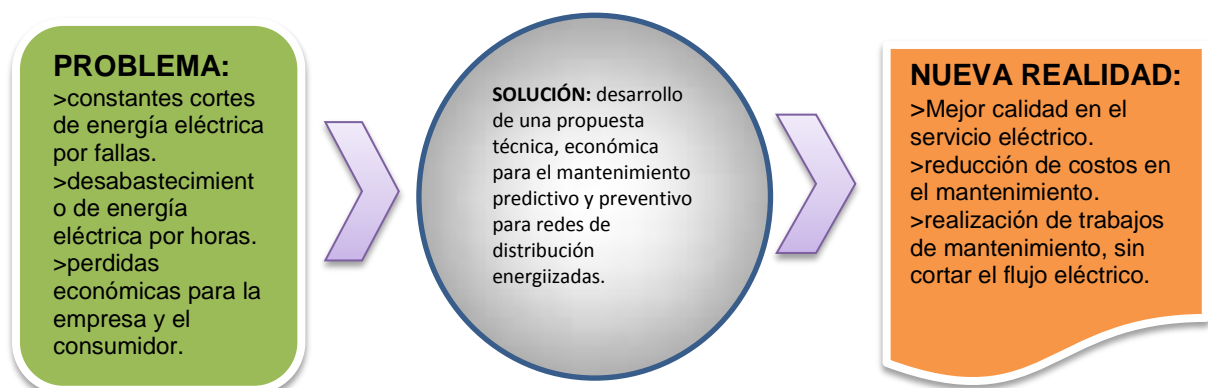 PROBLEMA:
>constantes cortes
de energía eléctrica
por fallas.
>desabastecimient
o de energía
eléctrica por horas.
>perdidas
económicas para la
empresa y el
consumidor.
SOLUCIÓN: desarrollo
de una propuesta
técnica, económica
para el mantenimiento
predictivo y preventivo
para redes de
distribución
energiizadas.
NUEVA REALIDAD:
>Mejor calidad en el
servicio eléctrico.
>reducción de costos en
el mantenimiento.
>realización de trabajos
de mantenimiento, sin
cortar el flujo eléctrico.